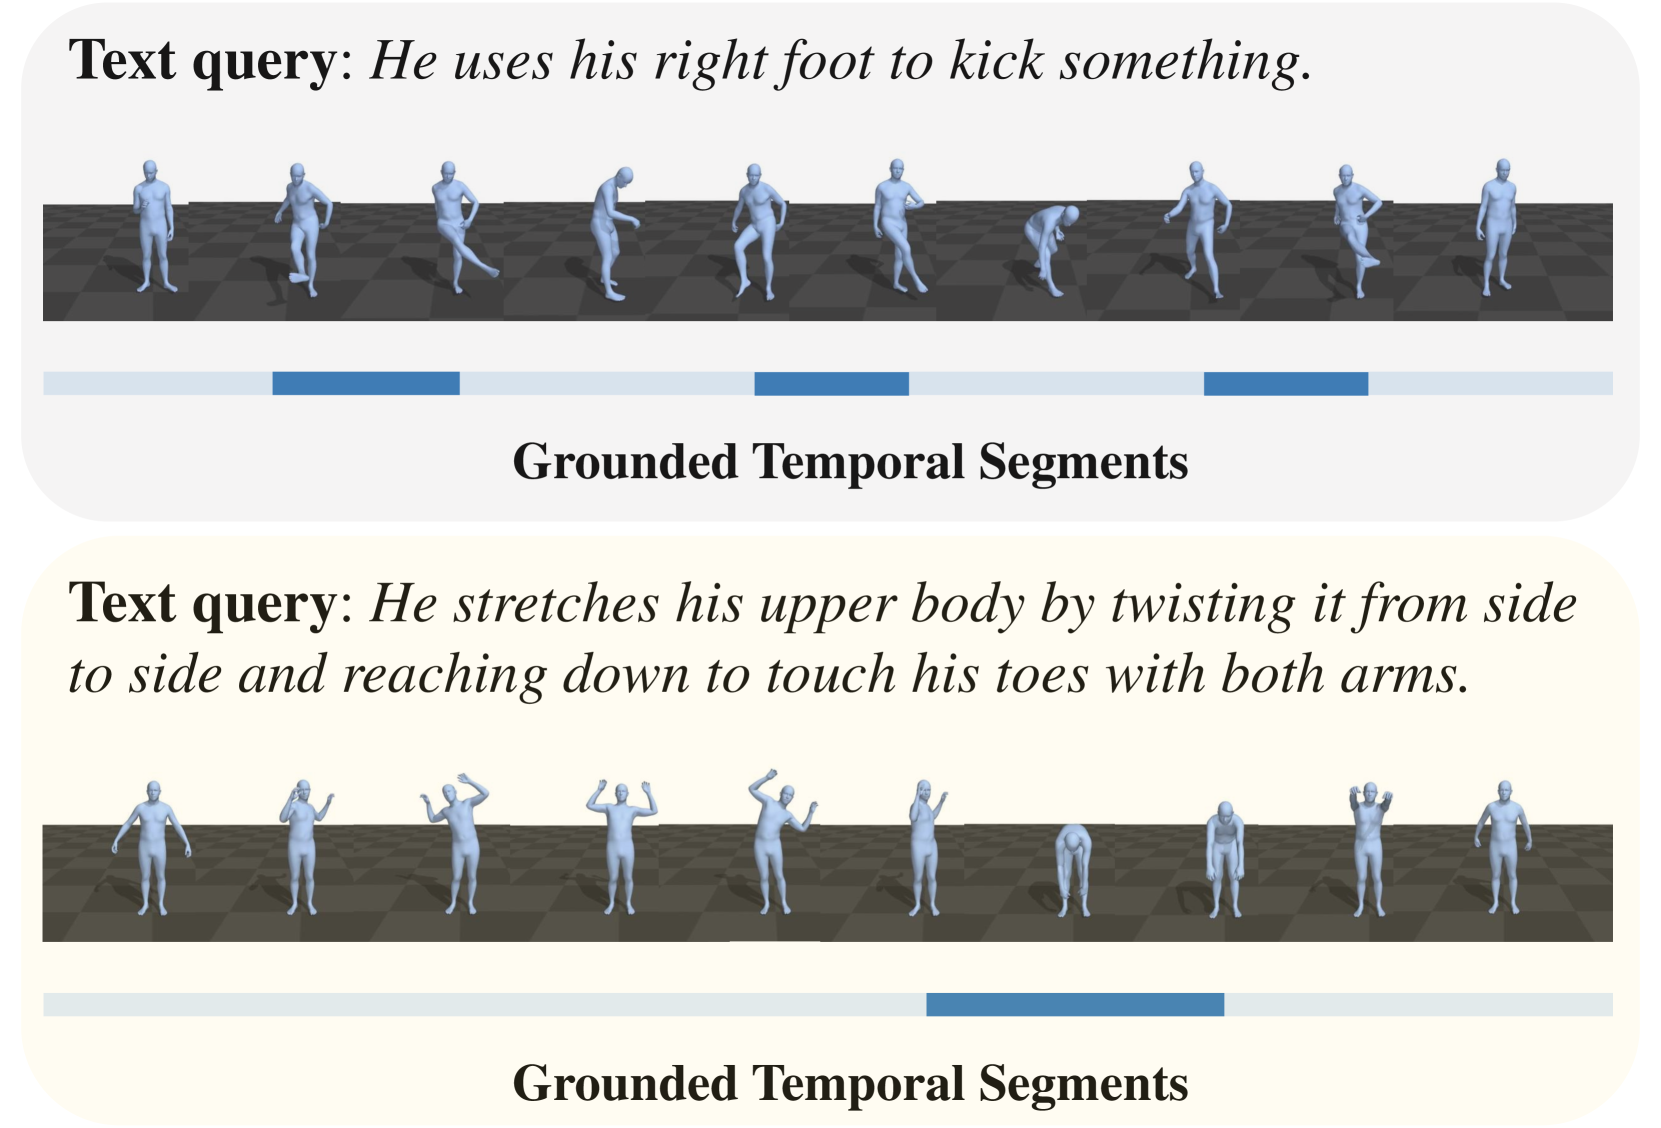 Text query: He uses his right foot to kick something.
Grounded Temporal Segments
Text query: He stretches his upper body by twisting it from side
to side and reaching down to touch his toes with both arms.
Grounded Temporal Segments